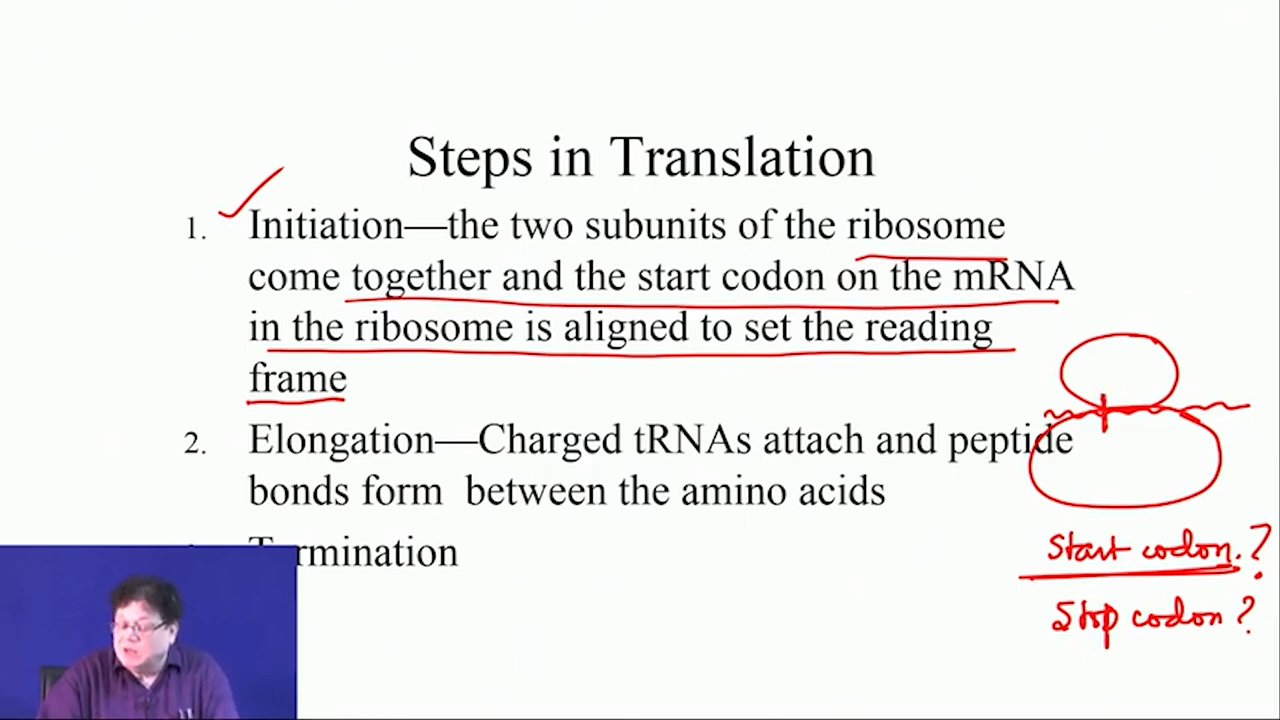 Steps in Translation
1. Initiation—the two subunits of the ribosome
come together and the start codon on the mRNA
in the ribosome is aligned to set the reading
frame
2. Elongation—Charged tRNAs attach and peptide
bonds form between the amino acids
Termination
Start codon.?
Stop codon?